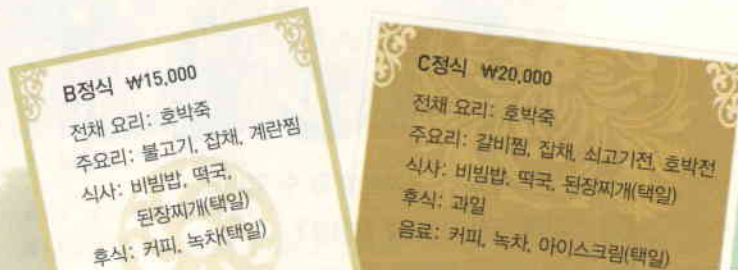 B정식 ₩15,000
전채 요리: 호박죽
주요리: 불고기, 잡채, 계란찜
식사: 비빔밥, 떡국,
된장찌개(택일)
후식: 커피, 녹차(택일)
C정식 ₩20,000
전채 요리: 호박죽
주요리: 갈비찜, 잡채, 쇠고기전, 호박전
식사: 비빔밥, 떡국, 된장찌개(택일)
후식: 과일
음료: 커피, 녹차, 아이스크림(택일)